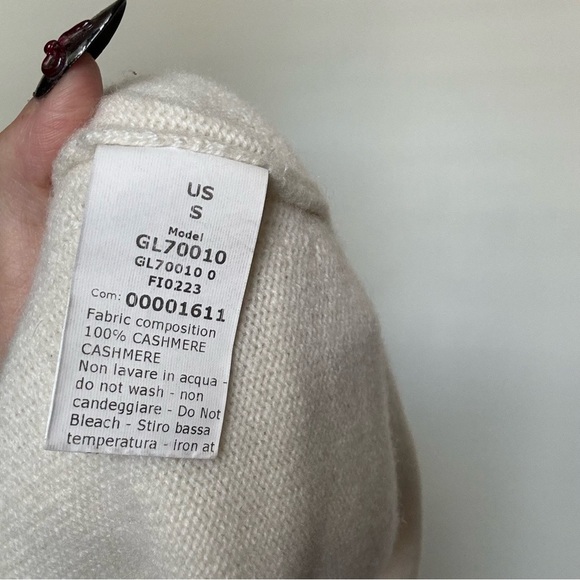 US
S
Model
GL70010
GL70010 0
FI0223
Com: 00001611
Fabric composition
100% CASHMERE
CASHMERE
Non lavare in acqua -
do not wash - non
candeggiare - Do Not
Bleach - Stiro bassa
temperatura - iron at